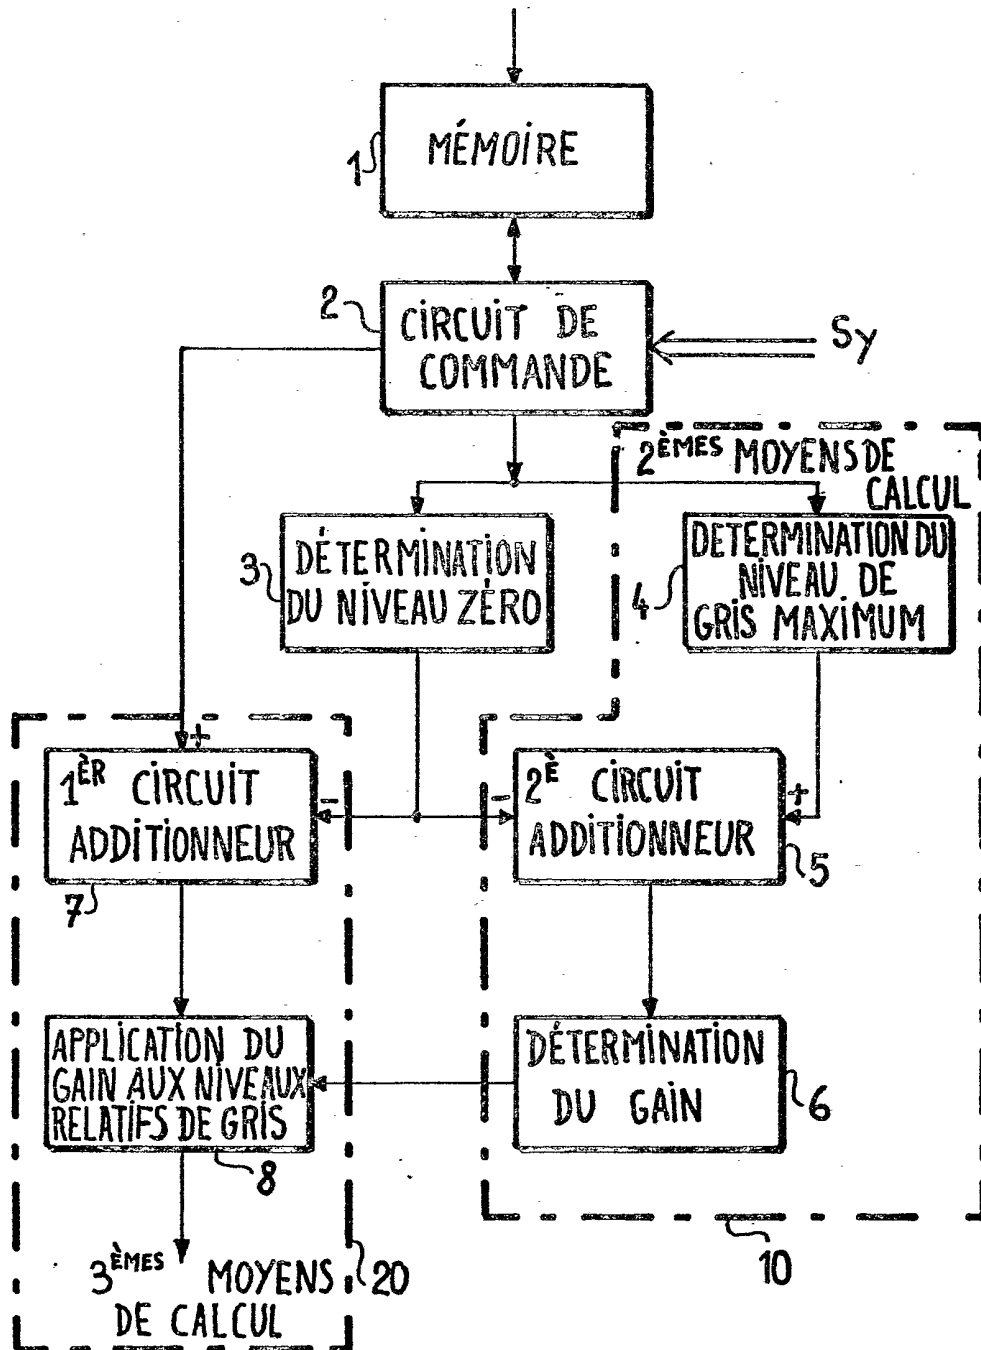 MÉMOIRE
1
2
CIRCUIT DE
COMMANDE
Sy
2ÈMES MOYENS DE
CALCUL
3
DÉTERMINATION
DU NIVEAU ZÉRO
4
DETERMINATION DU
NIVEAU DE
GRIS MAXIMUM
+
1ÈR CIRCUIT
ADDITIONNEUR
-
7
-
2È CIRCUIT
ADDITIONNEUR
+
5
APPLICATION DU
GAIN AUX NIVEAUX
RELATIFS DE GRIS
8
DÉTERMINATION
DU GAIN
6
10
3ÈMES MOYENS
DE CALCUL
20